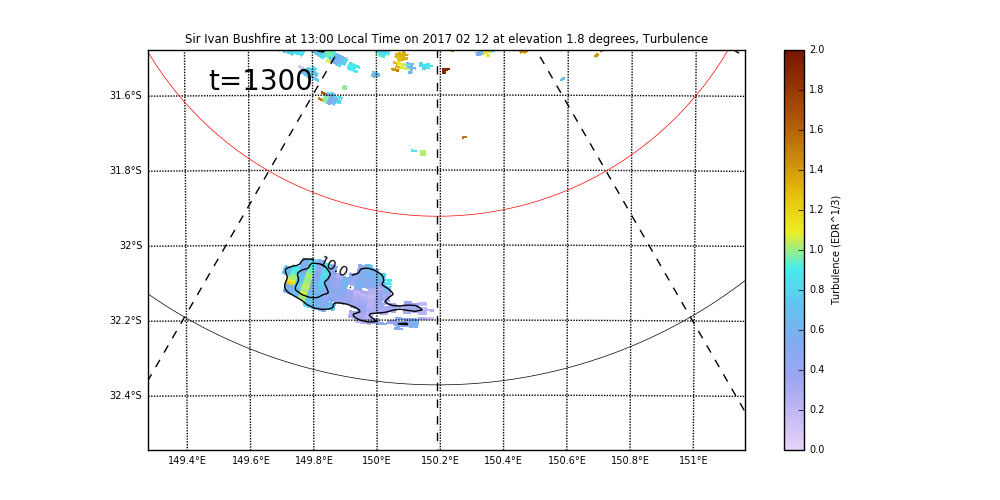 Sir Ivan Bushfire at 13:00 Local Time on 2017 02 12 at elevation 1.8 degrees, Turbulence
t=1300
31.6°S
31.8°S
32°S
32.2°S
32.4°S
10.0
149.4°E 149.6°E 149.8°E 150°E 150.2°E 150.4°E 150.6°E 150.8°E 151°E
2.0
1.8
1.6
1.4
1.2
1.0
0.8
0.6
0.4
0.2
0.0
Turbulence (EDR^1/3)